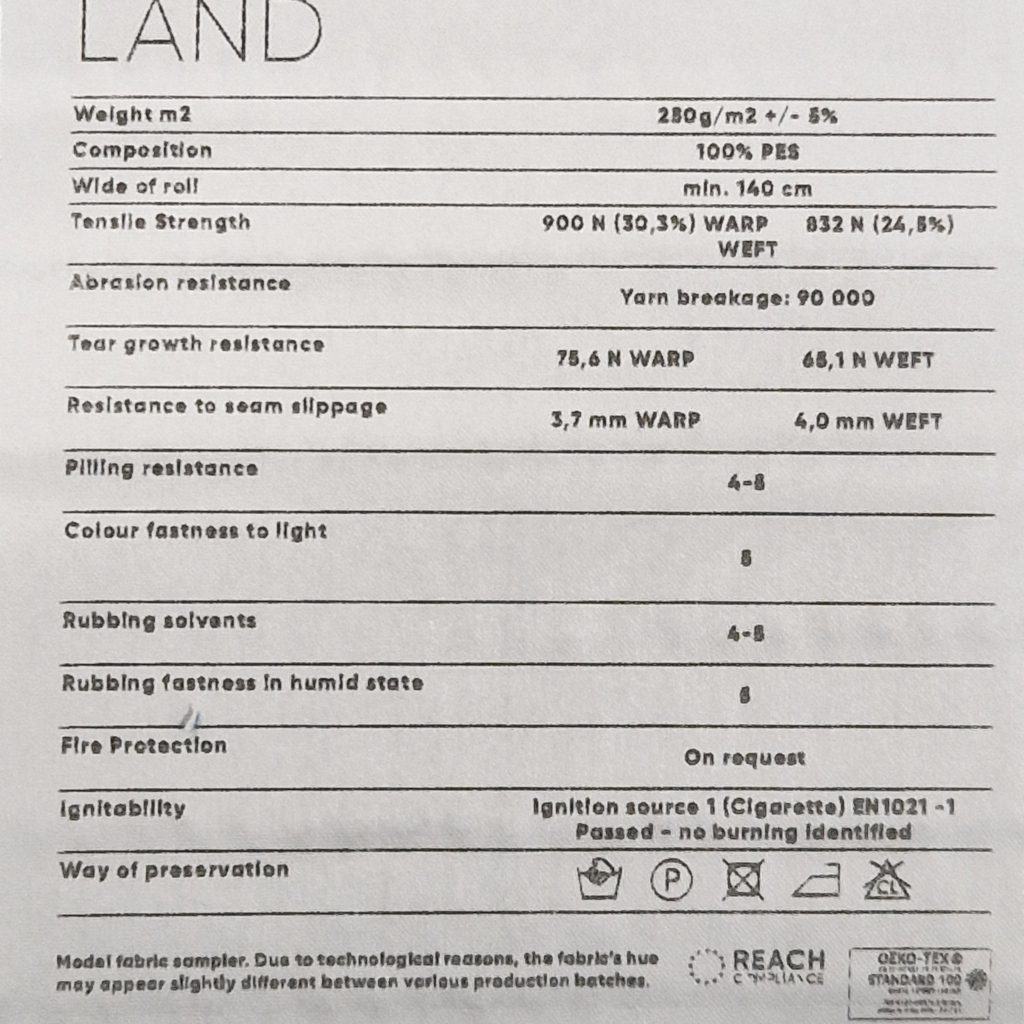 LAND
Weight m2 280g/m2 +/- 5%
Composition 100% PES
Wide of roll min. 140 cm
Tensile Strength 900 N (30,3%) WARP 832 N (24,5%)
WEFT
Abrasion resistance
Yarn breakage: 90 000
Tear growth resistance
75,6 N WARP 65,1 N WEFT
Resistance to seam slippage
3,7 mm WARP 4,0 mm WEFT
Pilling resistance
4-5
Colour fastness to light
5
Rubbing solvents
4-5
Rubbing fastness in humid state
5
Fire Protection
On request
Ignitability Ignition source 1 (Cigarette) EN1021 -1
Passed - no burning identified
Way of preservation P CL
Model fabric sampler. Due to technological reasons, the fabric's hue
may appear slightly different between various production batches.
REACH
COMPLIANCE
OEKO-TEX®
STANDARD 100